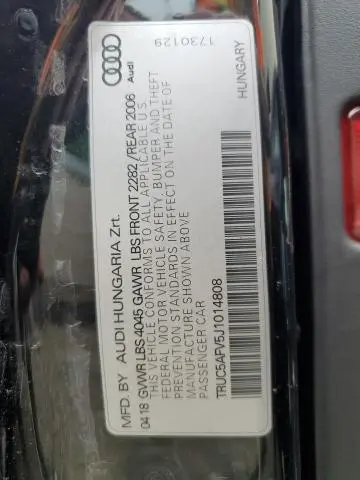 MFD. BY AUDI HUNGARIA Zrt.
04 18 GVWR LBS 4045 GAWR LBS FRONT 2282 /REAR 2006
THIS VEHICLE CONFORMS TO ALL APPLICABLE U.S.
FEDERAL MOTOR VEHICLE SAFETY, BUMPER AND THEFT
PREVENTION STANDARDS IN EFFECT ON THE DATE OF
MANUFACTURE SHOWN ABOVE
PASSENGER CAR
TRUC5AFV5J1014808
Audi
1730129
HUNGARY